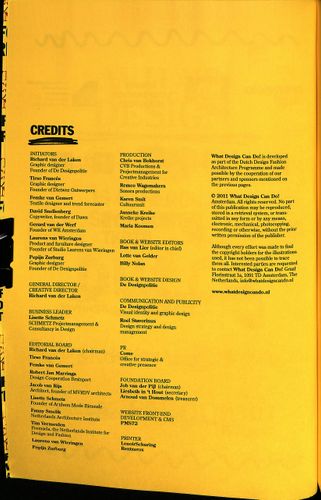 CREDITS
INITIATORS
Richard van der Laken
Graphic designer
Founder of De Designpolitie
Tirso Francés
Graphic designer
Founder of Dietwee Ontwerpers
Femke van Gemert
Textile designer and trend forecaster
David Snellenberg
Copywriter, founder of Dawn
Gerard van der Werf
Founder of WE Amsterdam
Laurens van Wieringen
Product and furniture designer
Founder of Studio Laurens van Wieringen
Pepijn Zurburg
Graphic designer
Founder of De Designpolitie
GENERAL DIRECTOR /
CREATIVE DIRECTOR
Richard van der Laken
BUSINESS LEADER
Lisette Schmetz
SCHMETZ Projectmanagement &
Consultancy in Design
EDITORIAL BOARD
Richard van der Laken (chairman)
Tirso Francés
Femke van Gemert
Robert Jan Marringa
Design Cooperation Brainport
Jacob van Rijs
Architect, founder of MVRDV architects
Lisette Schmetz
Founder of Arnhem Mode Biënnale
Fanny Smelik
Netherlands Architecture Institute
Tim Vermeulen
Premsela, the Netherlands Institute for
Design and Fashion
Laurens van Wieringen
Pepijn Zurburg
PRODUCTION
Chris van Bokhorst
CVB Productions &
Projectmanagement for
Creative Industries
Remco Wagemakers
Sonsea productions
Karen Smit
Cultuursmit
Janneke Kroike
Kroike projects
Maria Koomen
BOOK & WEBSITE EDITORS
Bas van Lier (editor in chief)
Lotte van Gelder
Billy Nolan
BOOK & WEBSITE DESIGN
De Designpolitie
COMMUNICATION AND PUBLICITY
De Designpolitie
Visual identity and graphic design
Roel Stavorinus
Design strategy and design
management
PR
Come
Office for strategic &
creative presence
FOUNDATION BOARD
Job van der Pijl (chairman)
Liesbeth in 't Hout (secretary)
Arnoud van Dommelen (treasurer)
WEBSITE FRONT-END
DEVELOPMENT & CMS
FMS72
PRINTER
LenoirSchuring
What Design Can Do! is developed
as part of the Dutch Design Fashion
Architecture Programme and made
possible by the cooperation of our
partners and sponsors mentioned on
the previous pages.
© 2011 What Design Can Do!
Amsterdam. All rights reserved. No part
of this publication may be reproduced,
stored in a retrieval system, or trans-
mitted in any form or by any means,
electronic, mechanical, photocopying,
recording or otherwise, without the prior
written permission of the publisher.
Although every effort was made to find
the copyright holders for the illustrations
used, it has not been possible to trace
them all. Interested parties are requested
to contact What Design Can Do! Graaf
Florisstraat 1a, 1091 TD Amsterdam, The
Netherlands, info@whatdesigncando.nl
www.whatdesigncando.nl